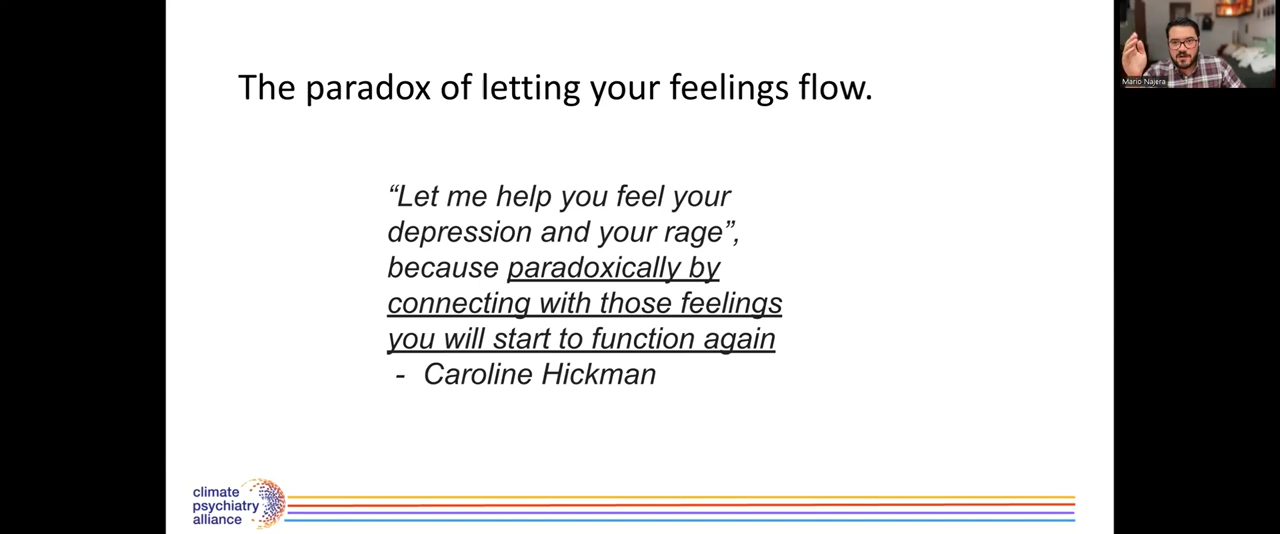 The paradox of letting your feelings flow.
“Let me help you feel your
depression and your rage”,
because paradoxically by
connecting with those feelings
you will start to function again
- Caroline Hickman
climate
psychiatry
alliance
Mario Najera